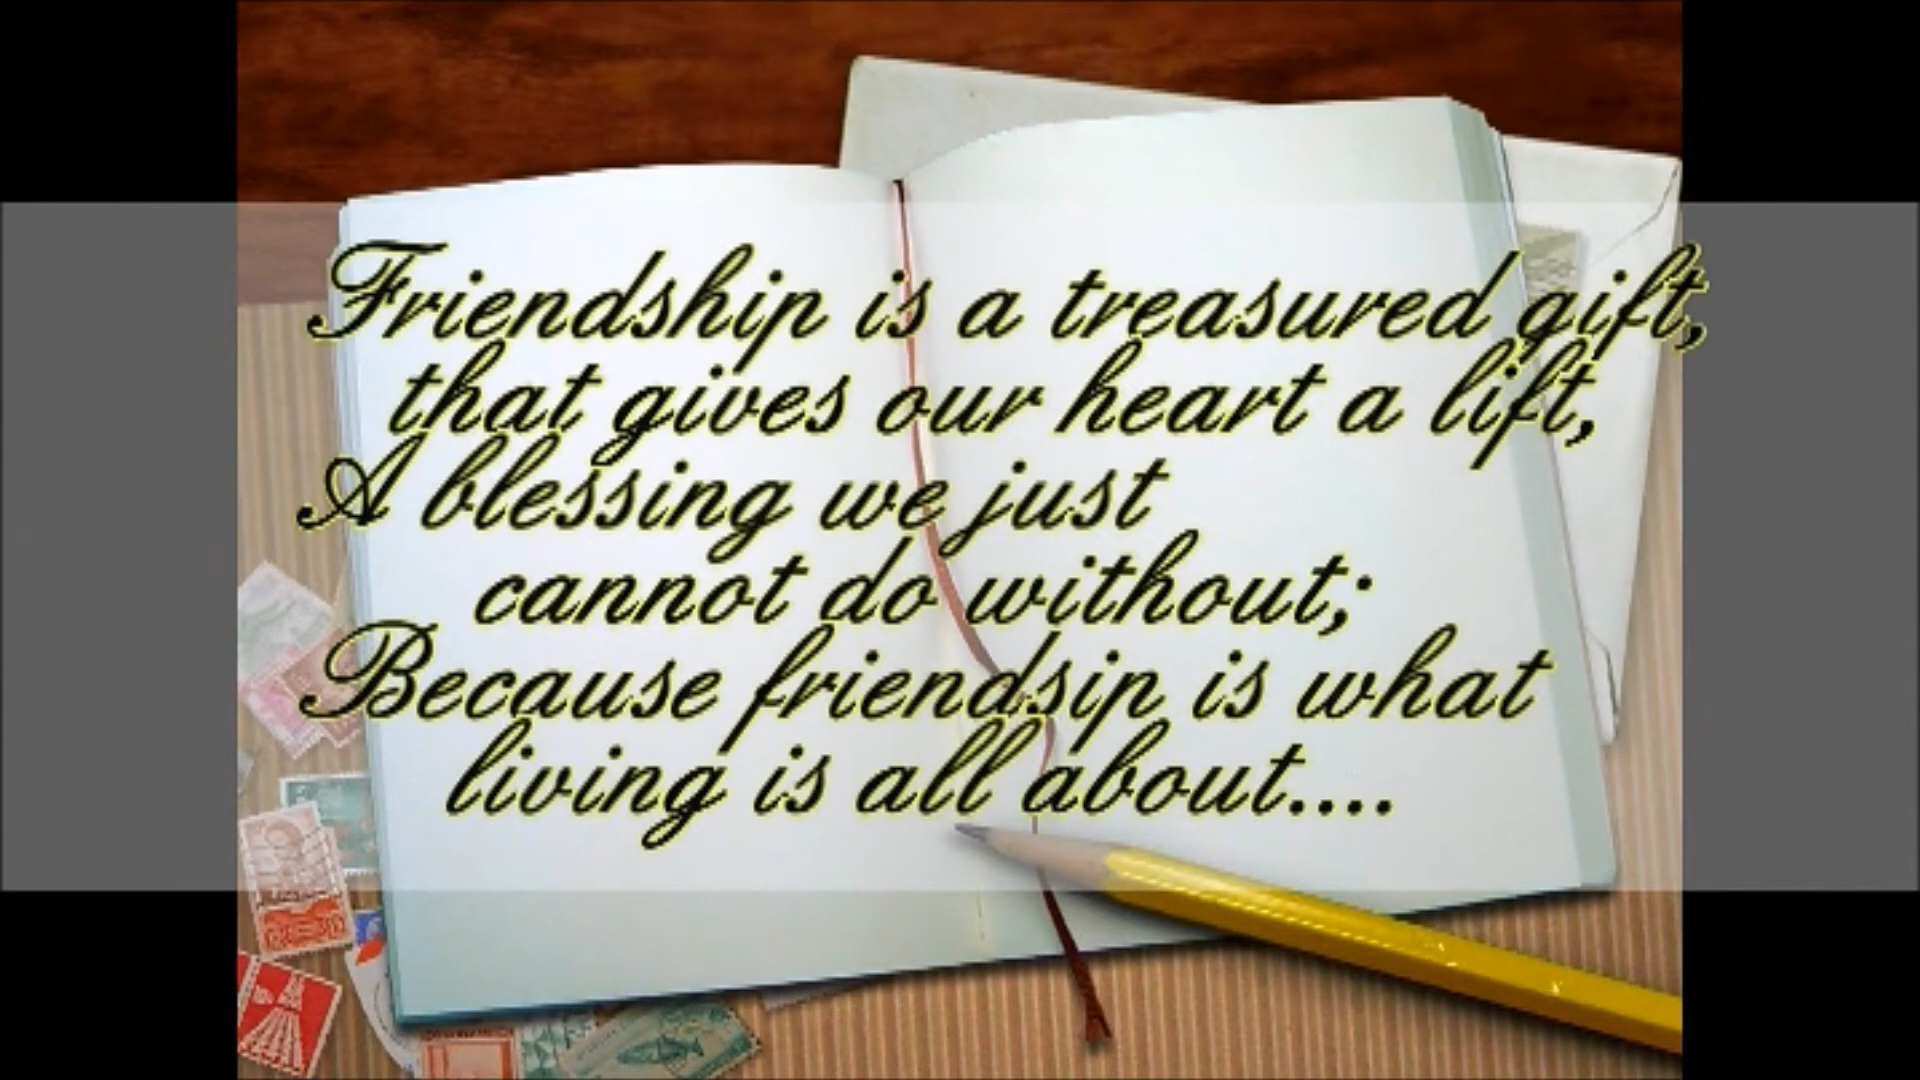 Friendship is a treasured gift,
that gives our heart a lift,
A blessing we just
cannot do without;
Because friendsip is what
living is all about....